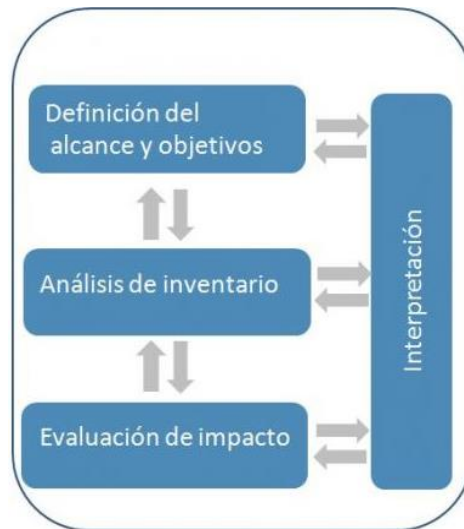 Definición del
alcance y objetivos
Análisis de inventario
Evaluación de impacto
Interpretación